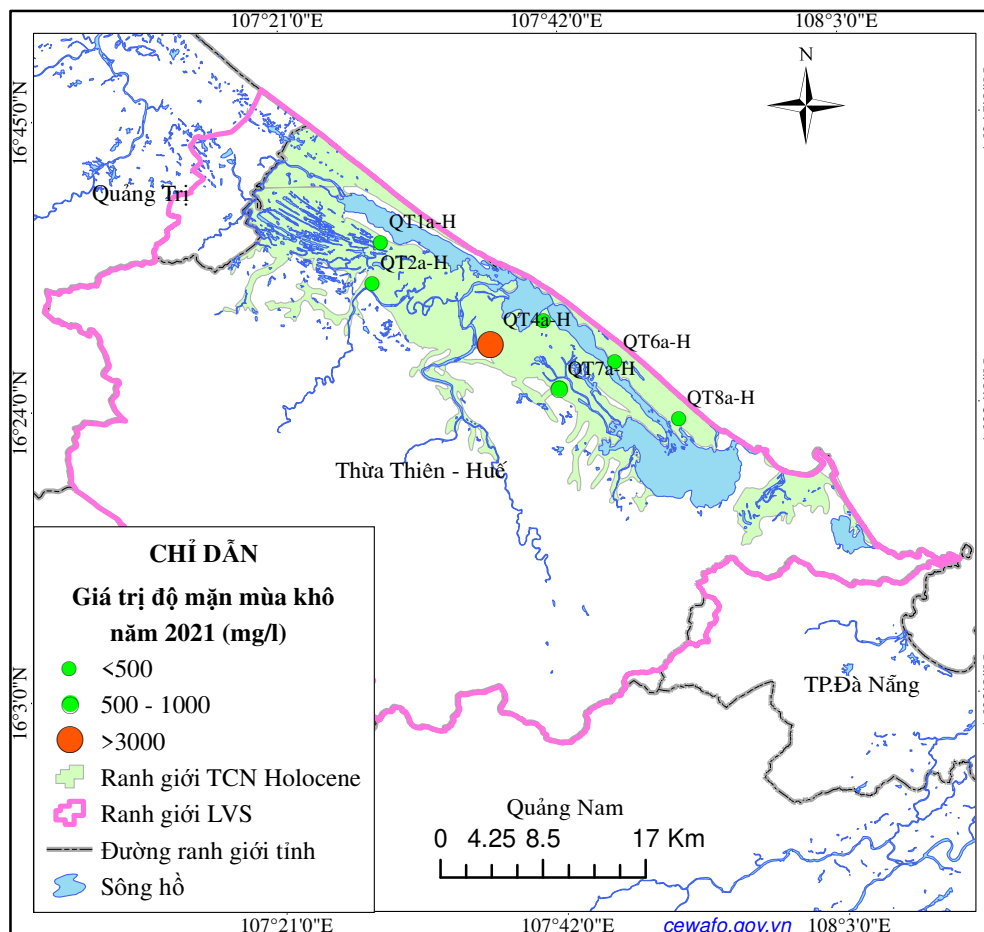 107°21'0"E 107°42'0"E 108°3'0"E
N
16°45'0"N
Quảng Trị
QT1a-H
QT2a-H
QT4a-H
QT6a-H
QT7a-H
QT8a-H
16°24'0"N
Thừa Thiên - Huế
CHỈ DẪN
Giá trị độ mặn mùa khô
năm 2021 (mg/l)
<500
500 - 1000
>3000
Ranh giới TCN Holocene
Ranh giới LVS
Đường ranh giới tỉnh
Sông hồ
16°3'0"N
TP.Đà Nẵng
Quảng Nam
0 4.25 8.5 17 Km
107°21'0"E 107°42'0"E 108°3'0"E
cewafo.gov.vn